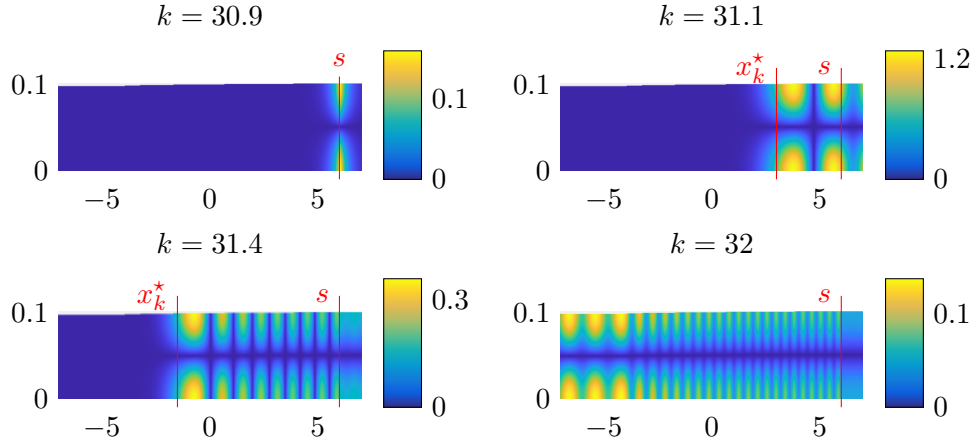 k = 30.9
k = 31.1
s
x_k^⋆ s
0.1 0.1 1.2
0.1
0 0 0 0
−5 0 5 −5 0 5
k = 31.4
k = 32
x_k^⋆ s
s
0.1 0.3 0.1 0.1
0 0 0 0
−5 0 5 −5 0 5